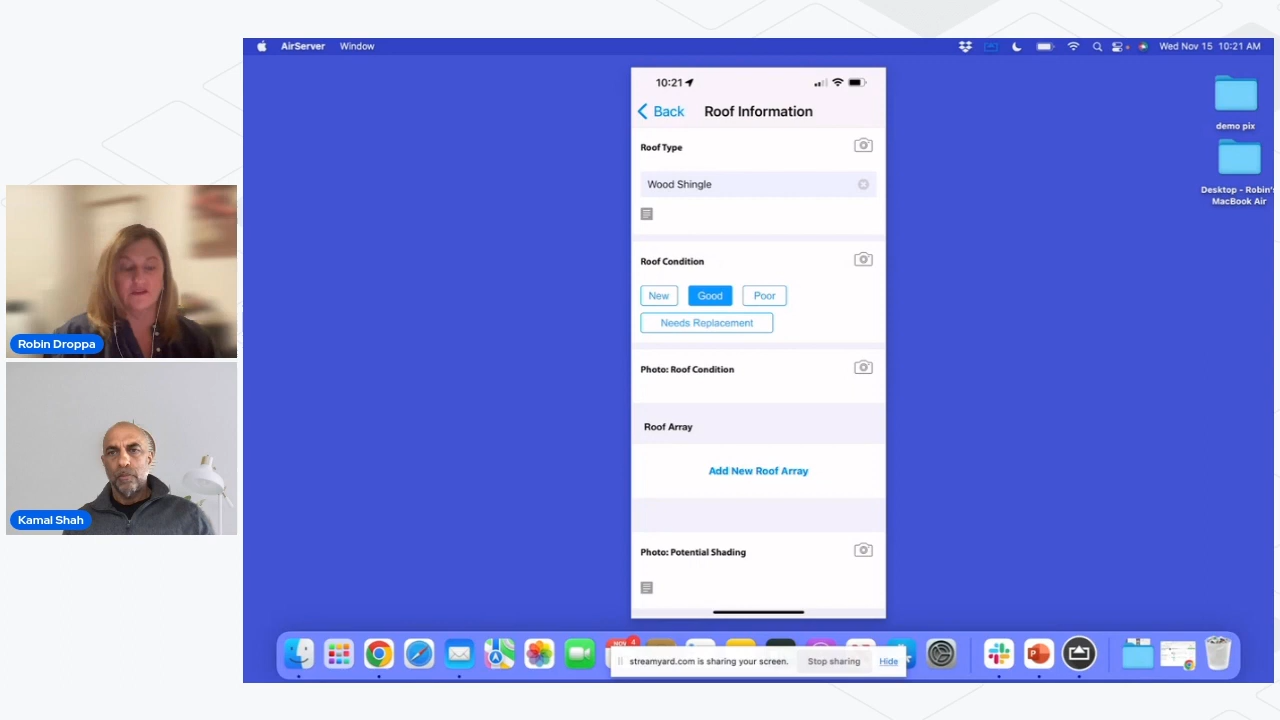 AirServer Window Wed Nov 15 10:21 AM
demo pix
Desktop - Robin's
MacBook Air
10:21
Back Roof Information
Roof Type
Wood Shingle
Roof Condition
New Good Poor
Needs Replacement
Photo: Roof Condition
Roof Array
Add New Roof Array
Photo: Potential Shading
Robin Droppa
Kamal Shah
NOV 4
streamyard.com is sharing your screen. Stop sharing Hide